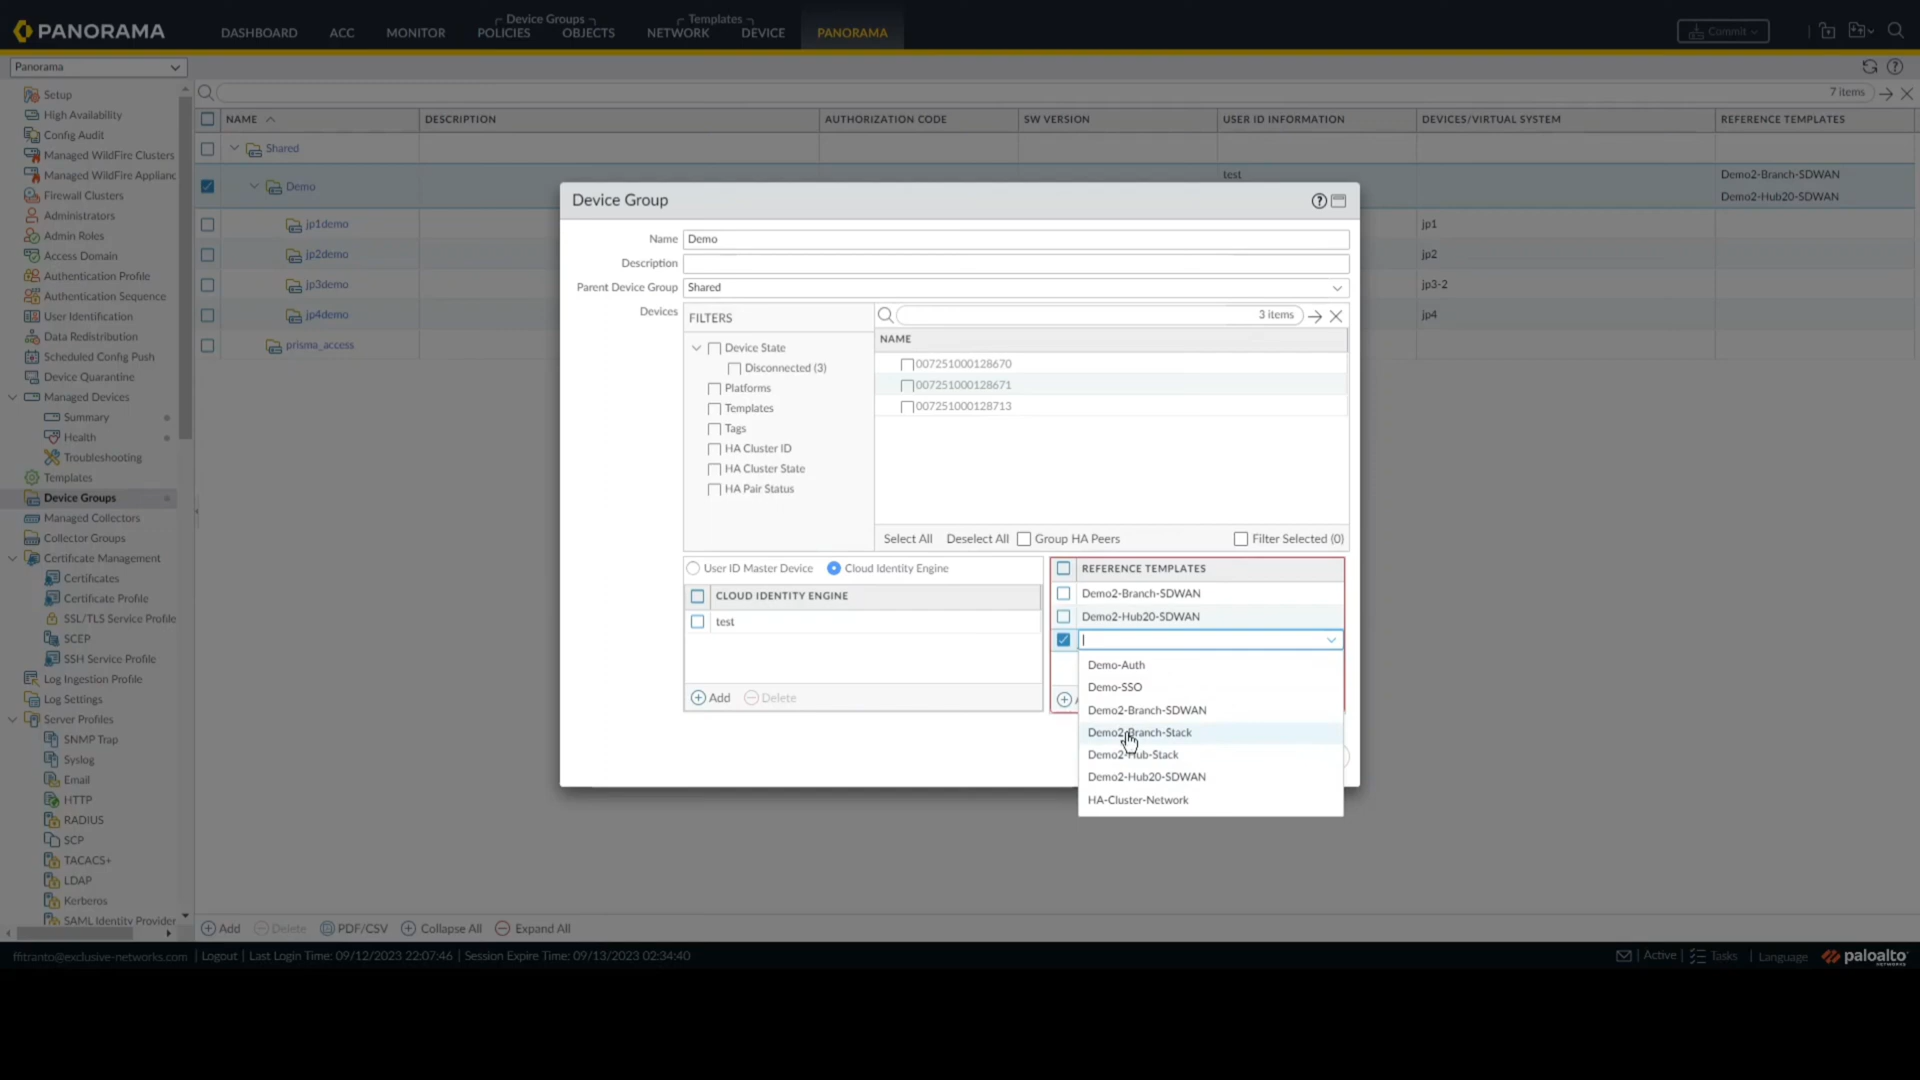 PANORAMA
DASHBOARD
ACC
MONITOR
Device Groups
POLICIES
OBJECTS
Templates
NETWORK
DEVICE
PANORAMA
Commit
Panorama
Setup
High Availability
Config Audit
Managed WildFire Clusters
Managed WildFire Applianc
Firewall Clusters
Administrators
Admin Roles
Access Domain
Authentication Profile
Authentication Sequence
User Identification
Data Redistribution
Scheduled Config Push
Device Quarantine
Managed Devices
Summary
Health
Troubleshooting
Templates
Device Groups
Managed Collectors
Collector Groups
Certificate Management
Certificates
Certificate Profile
SSL/TLS Service Profile
SCEP
SSH Service Profile
Log Ingestion Profile
Log Settings
Server Profiles
SNMP Trap
Syslog
Email
HTTP
RADIUS
SCP
TACACS+
LDAP
Kerberos
SAML Identity Provider
7 items
NAME
DESCRIPTION
AUTHORIZATION CODE
SW VERSION
USER ID INFORMATION
DEVICES/VIRTUAL SYSTEM
REFERENCE TEMPLATES
Shared
Demo
test
Demo2-Branch-SDWAN
Demo2-Hub20-SDWAN
jp1demo
jp1
jp2demo
jp2
jp3demo
jp3-2
jp4demo
jp4
prisma_access
Device Group
Name
Demo
Description
Parent Device Group
Shared
Devices
FILTERS
Device State
Disconnected (3)
Platforms
Templates
Tags
HA Cluster ID
HA Cluster State
HA Pair Status
3 items
NAME
007251000128670
007251000128671
007251000128713
Select All
Deselect All
Group HA Peers
Filter Selected (0)
User ID Master Device
Cloud Identity Engine
CLOUD IDENTITY ENGINE
test
Add
Delete
REFERENCE TEMPLATES
Demo2-Branch-SDWAN
Demo2-Hub20-SDWAN
Demo-Auth
Demo-SSO
Demo2-Branch-SDWAN
Demo2-Branch-Stack
Demo2-Hub-Stack
Demo2-Hub20-SDWAN
HA-Cluster-Network
Add
Delete
PDF/CSV
Collapse All
Expand All
ffitranto@exclusive-networks.com | Logout | Last Login Time: 09/12/2023 22:07:46 | Session Expire Time: 09/13/2023 02:34:40
Active | Tasks | Language
paloalto
NETWORKS